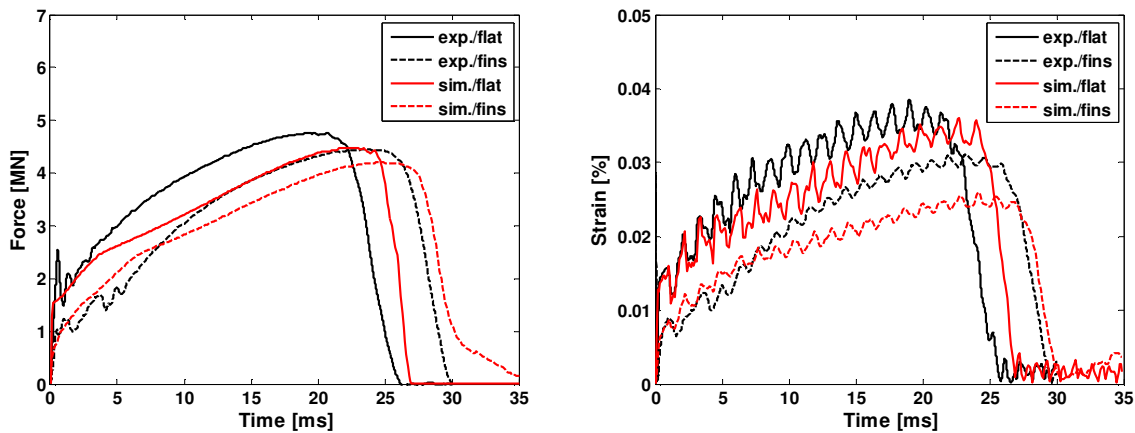 7
6
5
4
3
2
1
0
Force [MN]
0 5 10 15 20 25 30 35
Time [ms]
exp./flat
exp./fins
sim./flat
sim./fins
0.05
0.04
0.03
0.02
0.01
0
Strain [%]
0 5 10 15 20 25 30 35
Time [ms]
exp./flat
exp./fins
sim./flat
sim./fins